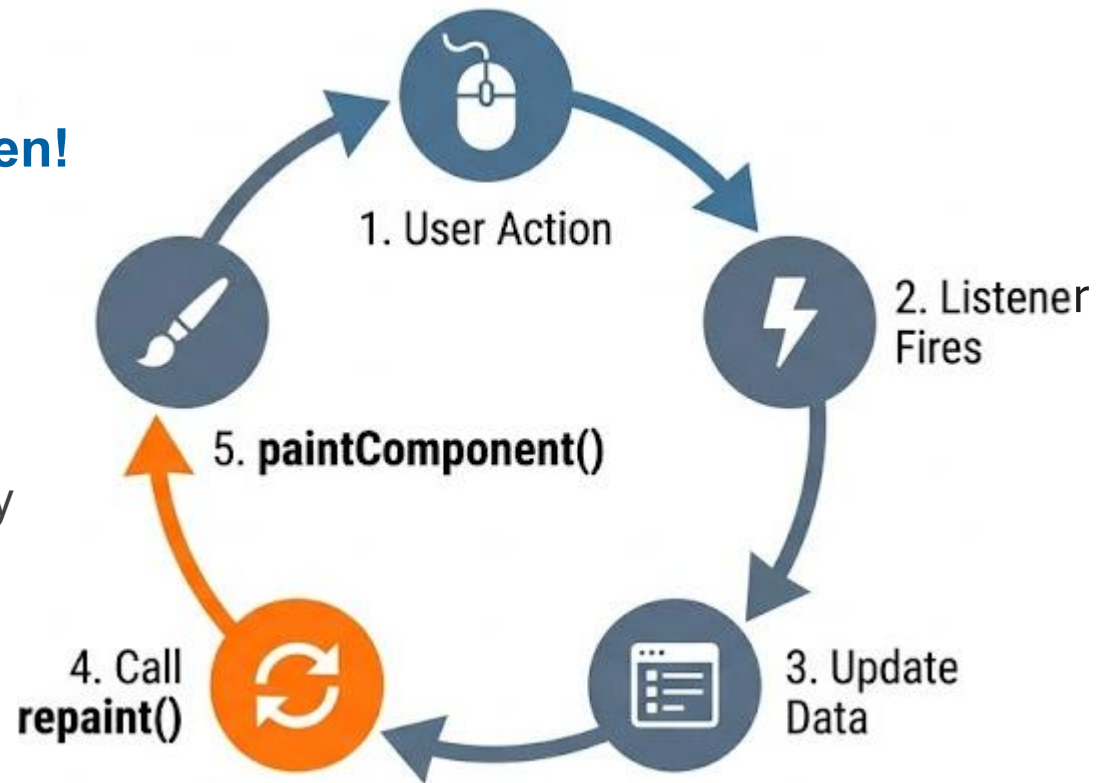 en!
1. User Action
2. Listener
Fires
5. paintComponent()
y
4. Call
repaint()
3. Update
Data